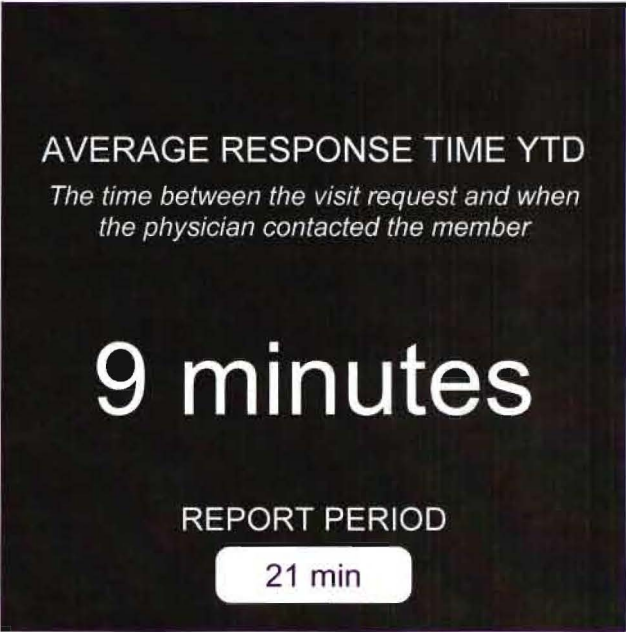 AVERAGE RESPONSE TIME YTD
The time between the visit request and when
the physician contacted the member
9 minutes
REPORT PERIOD
21 min